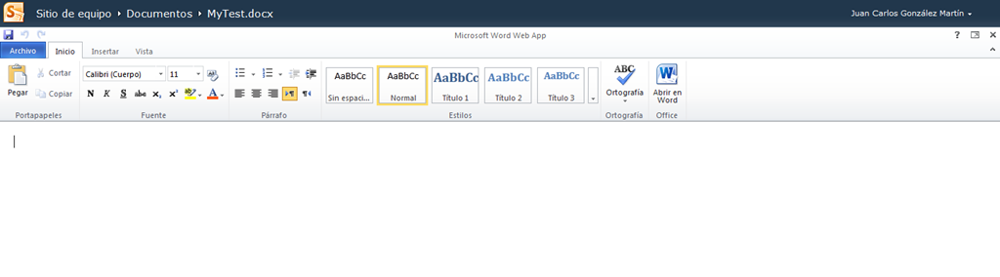 Sitio de equipo ▸ Documentos ▸ MyTest.docx
Juan Carlos González Martín
Microsoft Word Web App
Archivo Inicio Insertar Vista
Pegar
Cortar
Copiar
Portapapeles
Calibri (Cuerpo) 11
N K S abc x₂ x² ab A
Fuente
Párrafo
AaBbCc AaBbCc AaBbCc AaBbCc AaBbCc
Sin espaci... Normal Título 1 Título 2 Título 3
Estilos
ABC
Ortografía
Ortografía
Abrir en
Word
Office